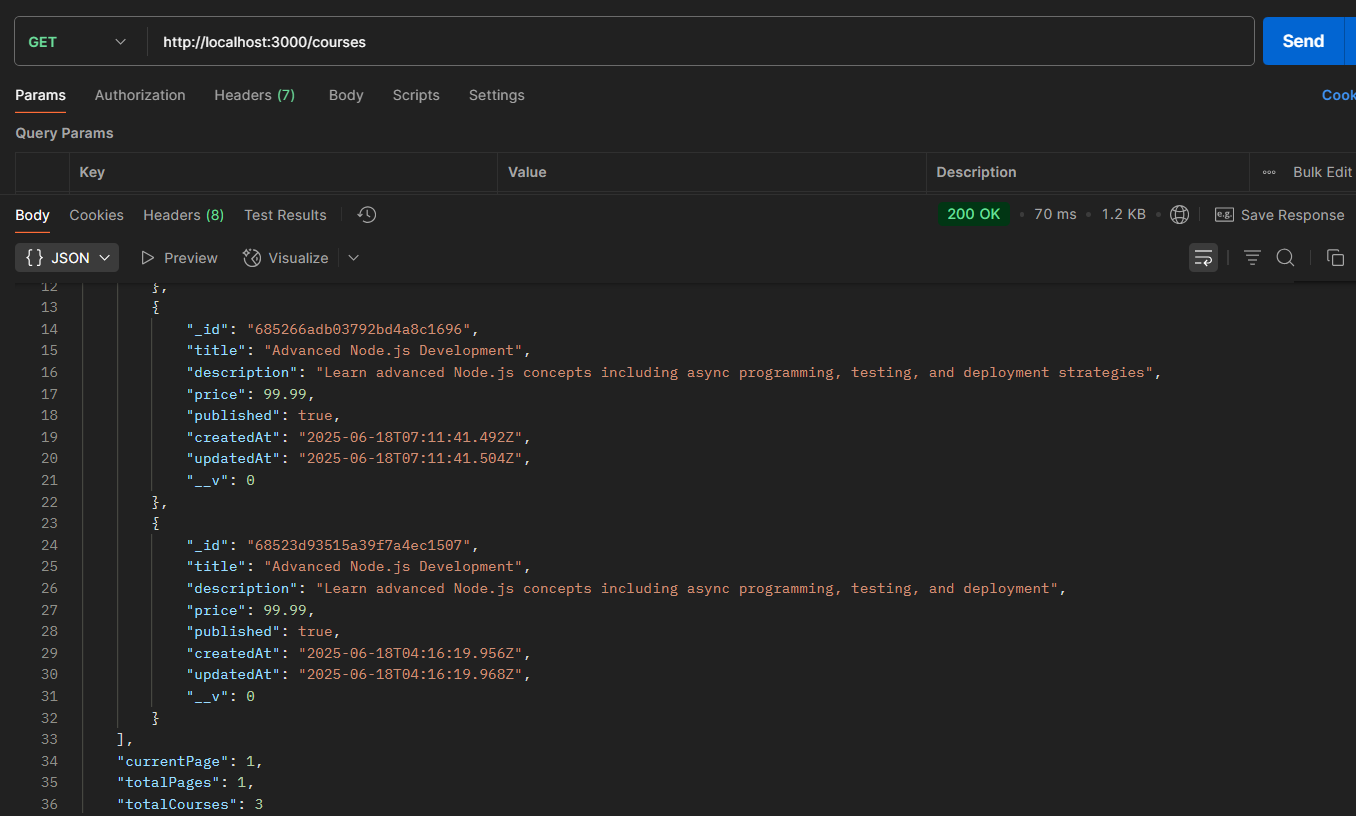 GET http://localhost:3000/courses Send
Params Authorization Headers (7) Body Scripts Settings Cook
Query Params
Key Value Description Bulk Edit
Body Cookies Headers (8) Test Results 200 OK • 70 ms • 1.2 KB • e.g. Save Response
{} JSON Preview Visualize
12 },
13 {
14 "_id": "685266adb03792bd4a8c1696",
15 "title": "Advanced Node.js Development",
16 "description": "Learn advanced Node.js concepts including async programming, testing, and deployment strategies",
17 "price": 99.99,
18 "published": true,
19 "createdAt": "2025-06-18T07:11:41.492Z",
20 "updatedAt": "2025-06-18T07:11:41.504Z",
21 "__v": 0
22 },
23 {
24 "_id": "68523d93515a39f7a4ec1507",
25 "title": "Advanced Node.js Development",
26 "description": "Learn advanced Node.js concepts including async programming, testing, and deployment",
27 "price": 99.99,
28 "published": true,
29 "createdAt": "2025-06-18T04:16:19.956Z",
30 "updatedAt": "2025-06-18T04:16:19.968Z",
31 "__v": 0
32 }
33 ],
34 "currentPage": 1,
35 "totalPages": 1,
36 "totalCourses": 3